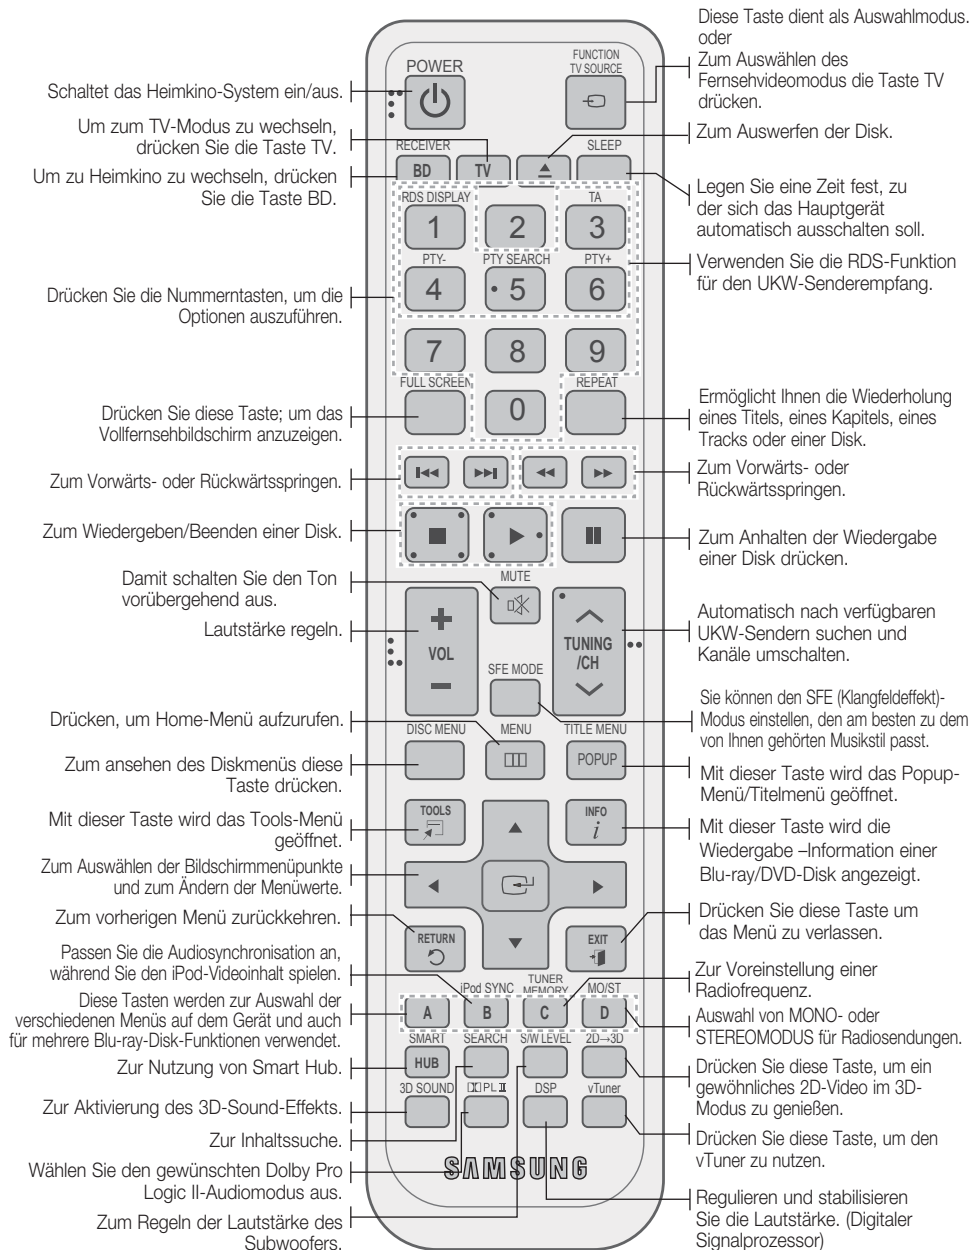 Schaltet das Heimkino-System ein/aus.
Um zum TV-Modus zu wechseln,
drücken Sie die Taste TV.
Um zu Heimkino zu wechseln, drücken
Sie die Taste BD.
Drücken Sie die Nummerntasten, um die
Optionen auszuführen.
Drücken Sie diese Taste; um das
Vollfernsehbildschirm anzuzeigen.
Zum Vorwärts- oder Rückwärtsspringen.
Zum Wiedergeben/Beenden einer Disk.
Damit schalten Sie den Ton
vorübergehend aus.
Lautstärke regeln.
Drücken, um Home-Menü aufzurufen.
Zum ansehen des Diskmenüs diese
Taste drücken.
Mit dieser Taste wird das Tools-Menü
geöffnet.
Zum Auswählen der Bildschirmmenüpunkte
und zum Ändern der Menüwerte.
Zum vorherigen Menü zurückkehren.
Passen Sie die Audiosynchronisation an,
während Sie den iPod-Videoinhalt spielen.
Diese Tasten werden zur Auswahl der
verschiedenen Menüs auf dem Gerät und auch
für mehrere Blu-ray-Disk-Funktionen verwendet.
Zur Nutzung von Smart Hub.
Zur Aktivierung des 3D-Sound-Effekts.
Zur Inhaltssuche.
Wählen Sie den gewünschten Dolby Pro
Logic II-Audiomodus aus.
Zum Regeln der Lautstärke des
Subwoofers.
POWER
FUNCTION
TV SOURCE
RECEIVER
SLEEP
BD
TV
RDS DISPLAY
TA
1
2
3
PTY-
PTY SEARCH
PTY+
4
5
6
7
8
9
FULL SCREEN
REPEAT
0
MUTE
VOL
TUNING
/CH
SFE MODE
DISC MENU
MENU
TITLE MENU
POPUP
TOOLS
INFO
i
RETURN
EXIT
iPod SYNC
TUNER
MEMORY
MO/ST
A
B
C
D
SMART
SEARCH
S/W LEVEL
2D→3D
HUB
3D SOUND
PL II
DSP
vTuner
SAMSUNG
Diese Taste dient als Auswahlmodus.
oder
Zum Auswählen des
Fernsehvideomodus die Taste TV
drücken.
Zum Auswerfen der Disk.
Legen Sie eine Zeit fest, zu
der sich das Hauptgerät
automatisch ausschalten soll.
Verwenden Sie die RDS-Funktion
für den UKW-Senderempfang.
Ermöglicht Ihnen die Wiederholung
eines Titels, eines Kapitels, eines
Tracks oder einer Disk.
Zum Vorwärts- oder
Rückwärtsspringen.
Zum Anhalten der Wiedergabe
einer Disk drücken.
Automatisch nach verfügbaren
UKW-Sendern suchen und
Kanäle umschalten.
Sie können den SFE (Klangfeldeffekt)-
Modus einstellen, den am besten zu dem
von Ihnen gehörten Musikstil passt.
Mit dieser Taste wird das Popup-
Menü/Titelmenü geöffnet.
Mit dieser Taste wird die
Wiedergabe –Information einer
Blu-ray/DVD-Disk angezeigt.
Drücken Sie diese Taste um
das Menü zu verlassen.
Zur Voreinstellung einer
Radiofrequenz.
Auswahl von MONO- oder
STEREOMODUS für Radiosendungen.
Drücken Sie diese Taste, um ein
gewöhnliches 2D-Video im 3D-
Modus zu genießen.
Drücken Sie diese Taste, um den
vTuner zu nutzen.
Regulieren und stabilisieren
Sie die Lautstärke. (Digitaler
Signalprozessor)